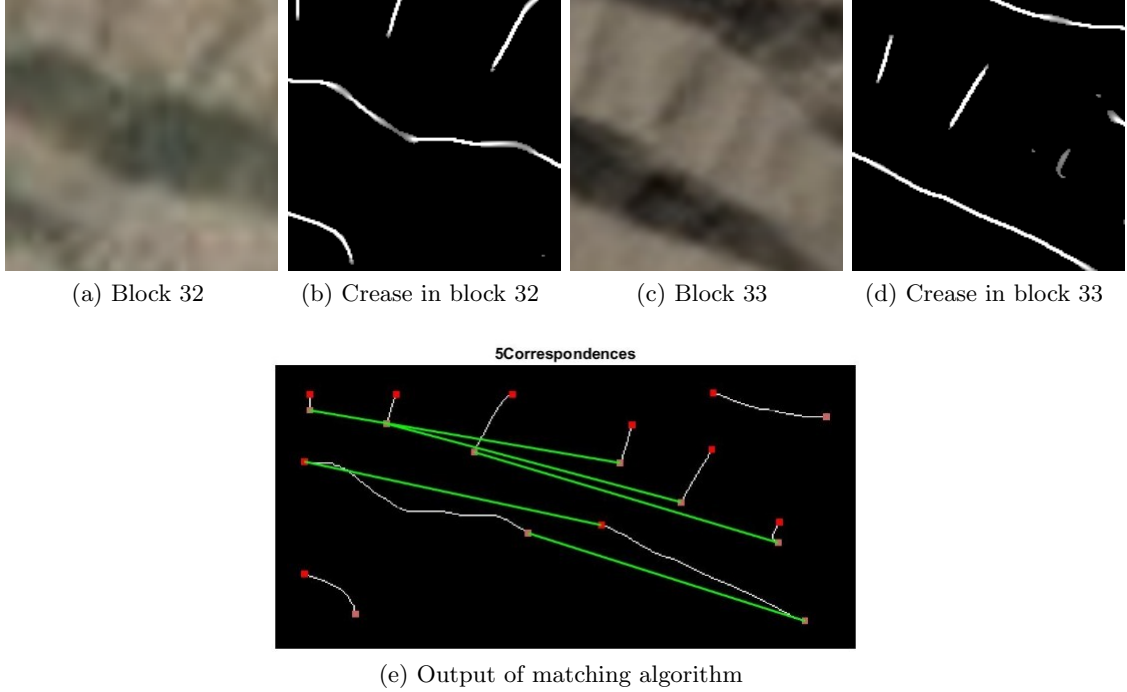 (a) Block 32
(b) Crease in block 32
(c) Block 33
(d) Crease in block 33
5Correspondences
(e) Output of matching algorithm